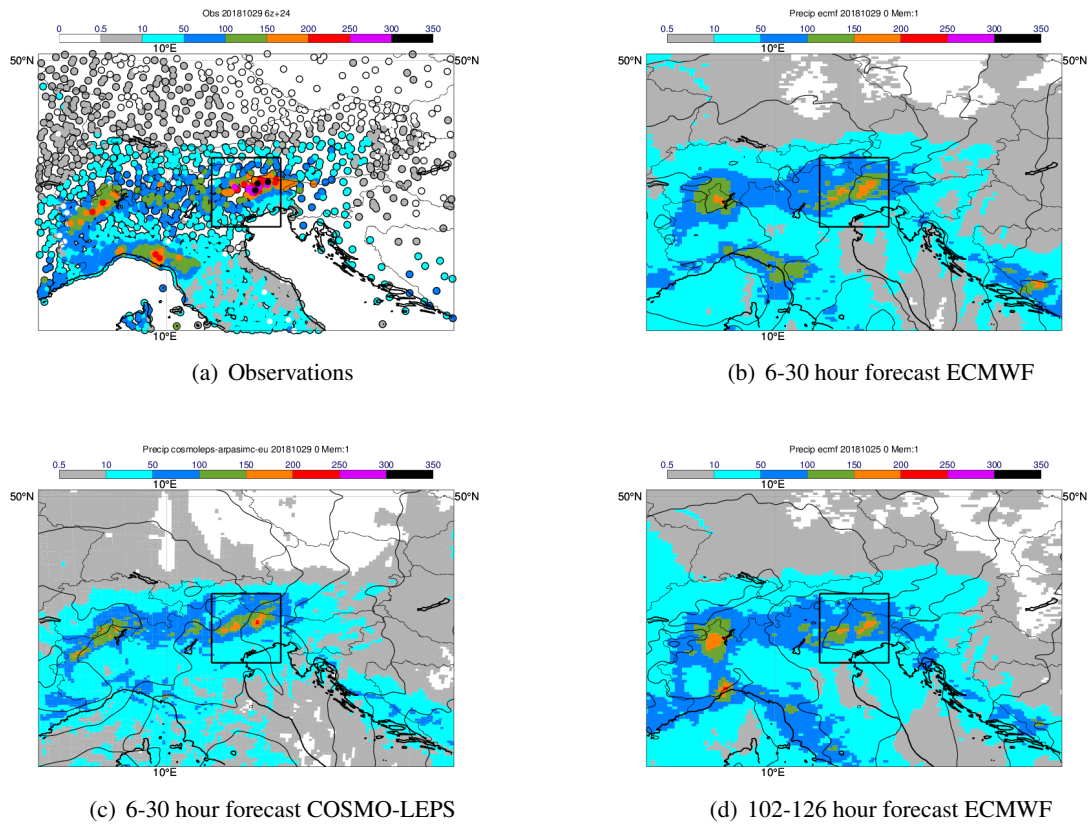 Obs 20181029 6z+24
0 0.5 10 50 100 150 200 250 300 350
10°E
50°N 50°N
10°E
(a) Observations
Precip ecmf 20181029 0 Mem:1
0.5 10 50 100 150 200 250 300 350
10°E
50°N 50°N
10°E
(b) 6-30 hour forecast ECMWF
Precip cosmoleps-arpasimc-eu 20181029 0 Mem:1
0.5 10 50 100 150 200 250 300 350
10°E
50°N 50°N
10°E
(c) 6-30 hour forecast COSMO-LEPS
Precip ecmf 20181025 0 Mem:1
0.5 10 50 100 150 200 250 300 350
10°E
50°N 50°N
10°E
(d) 102-126 hour forecast ECMWF